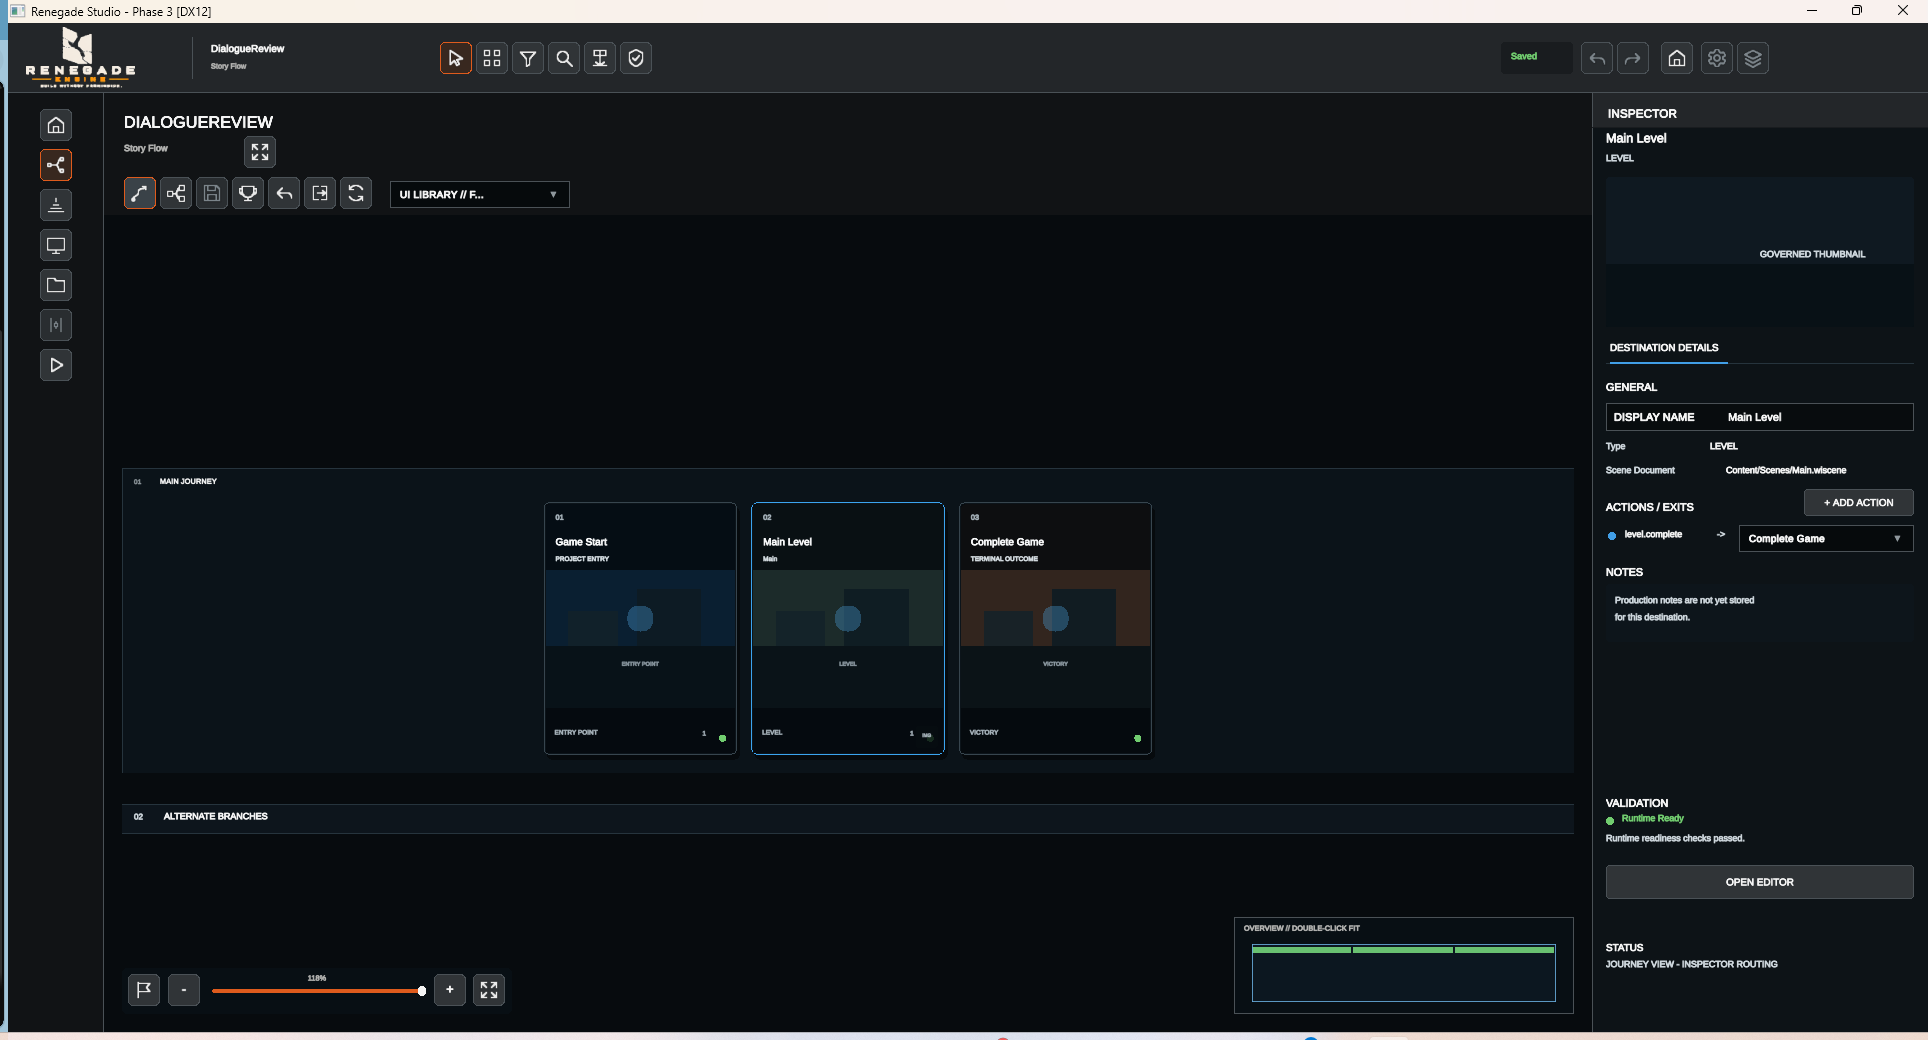 Renegade Studio - Phase 3 [DX12]
RENEGADE
ENGINE
BUILD WITHOUT PERMISSION.
DialogueReview
Story Flow
Saved
DIALOGUEREVIEW
Story Flow
UI LIBRARY // F...
01 MAIN JOURNEY
01
Game Start
PROJECT ENTRY
ENTRY POINT
ENTRY POINT 1
02
Main Level
Main
LEVEL
LEVEL 1 IMG
03
Complete Game
TERMINAL OUTCOME
VICTORY
VICTORY
02 ALTERNATE BRANCHES
118%
- +
OVERVIEW // DOUBLE-CLICK FIT
INSPECTOR
Main Level
LEVEL
GOVERNED THUMBNAIL
DESTINATION DETAILS
GENERAL
DISPLAY NAME Main Level
Type LEVEL
Scene Document Content/Scenes/Main.wiscene
ACTIONS / EXITS + ADD ACTION
level.complete -> Complete Game
NOTES
Production notes are not yet stored
for this destination.
VALIDATION
Runtime Ready
Runtime readiness checks passed.
OPEN EDITOR
STATUS
JOURNEY VIEW - INSPECTOR ROUTING